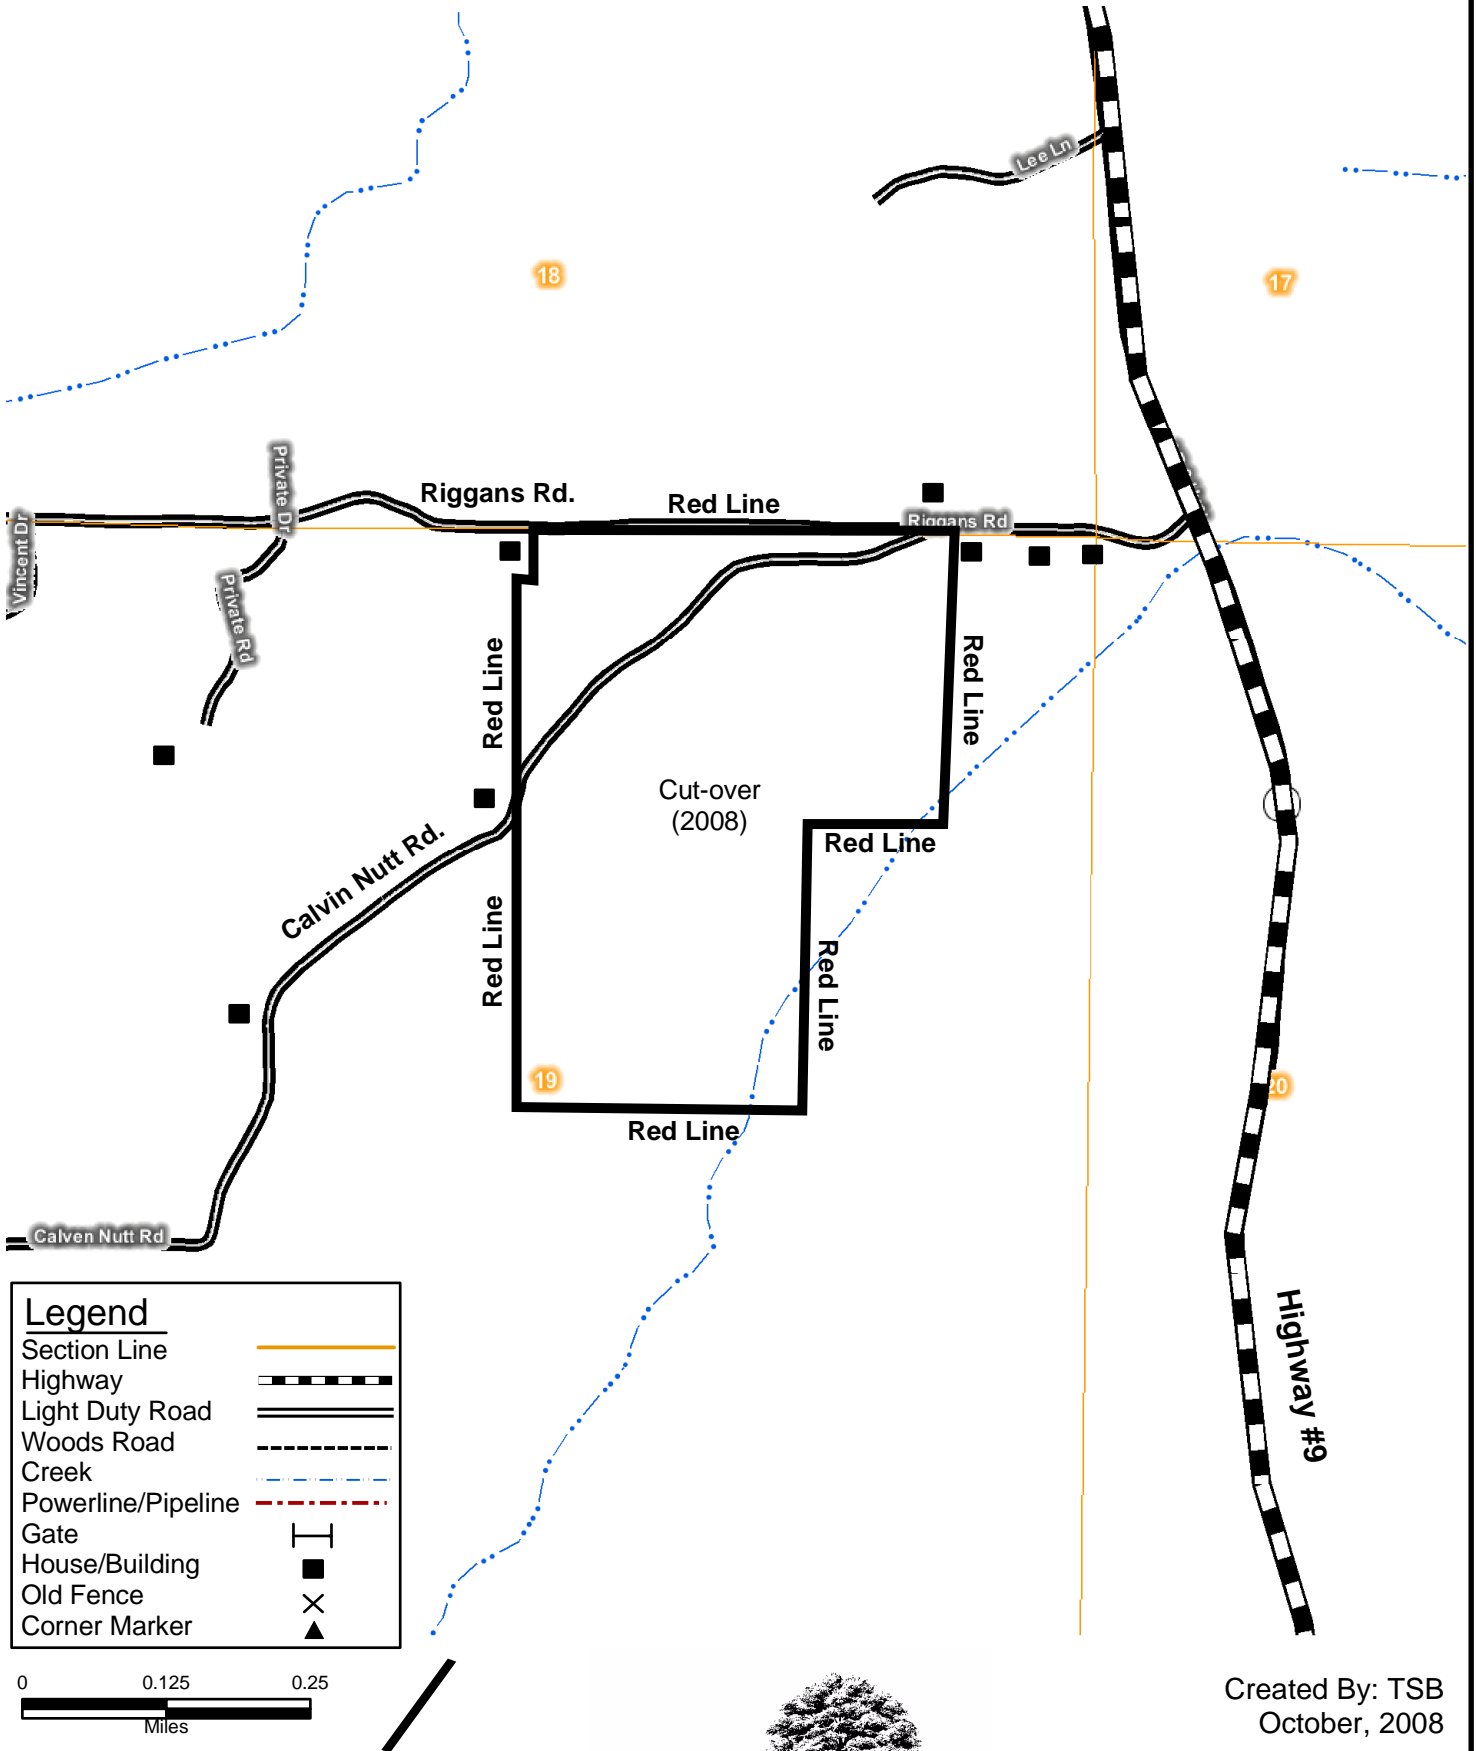 Lee Ln
18
17
Private Dr
Riggans Rd.
Red Line
Riggans Rd
Vincent Dr
Private Rd
Red Line
Red Line
Cut-over
(2008)
Red Line
Calvin Nutt Rd.
Red Line
Red Line
19
20
Red Line
Calven Nutt Rd
Highway #9
Legend
Section Line
Highway
Light Duty Road
Woods Road
Creek
Powerline/Pipeline
Gate
House/Building
Old Fence
Corner Marker
0 0.125 0.25
Miles
Created By: TSB
October, 2008